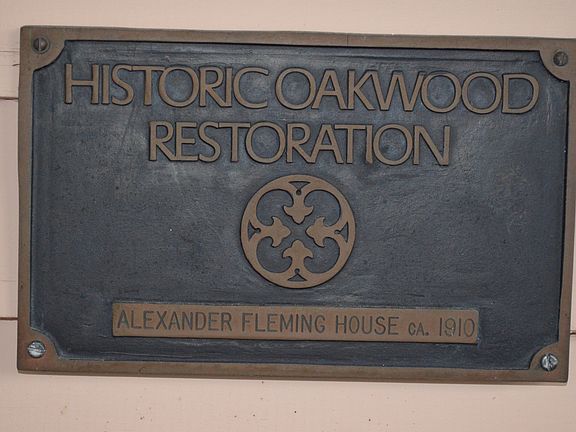 HISTORIC OAKWOOD
RESTORATION
ALEXANDER FLEMING HOUSE CA. 1910